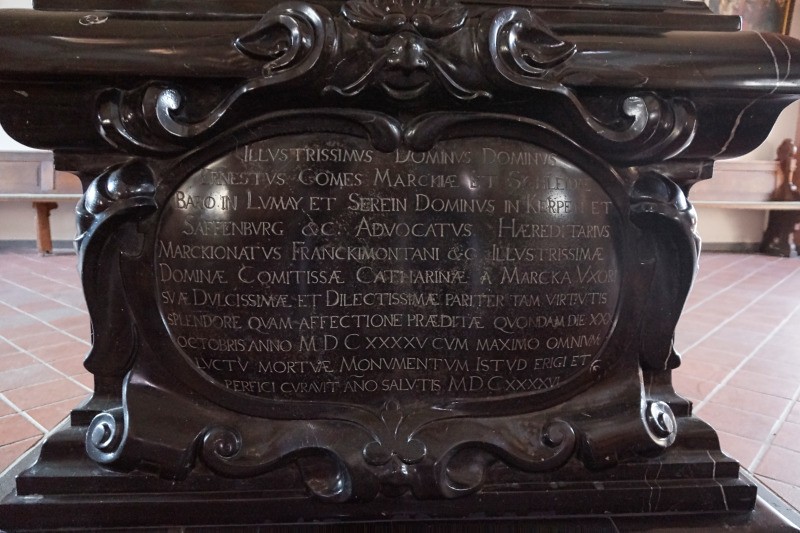 ILLVSTRISSIMVS DOMINVS DOMINVS
ERNESTVS COMES MARCKIÆ ET SCHLEIDÆ
BARO IN LVMAY ET SEREIN DOMINVS IN KERPEN ET
SAFFENBVRG &C: ADVOCATVS HÆREDITARIVS
MARCKIONATVS FRANCKIMONTANI &C ILLVSTRISSIMÆ
DOMINÆ COMITISSÆ CATHARINÆ A MARCKA VXORI
SVÆ DVLCISSIMÆ ET DILECTISSIMÆ PARITER TAM VIRTVTIS
SPLENDORE QVAM AFFECTIONE PRÆDITÆ QVONDAM DIE XXI
OCTOBRIS ANNO M D C XXXXV CVM MAXIMO OMNIVM
LVCTV MORTVÆ MONVMENTVM ISTVD ERIGI ET
PERFICI CVRAVIT AÑO SALVTIS M D C XXXXVI